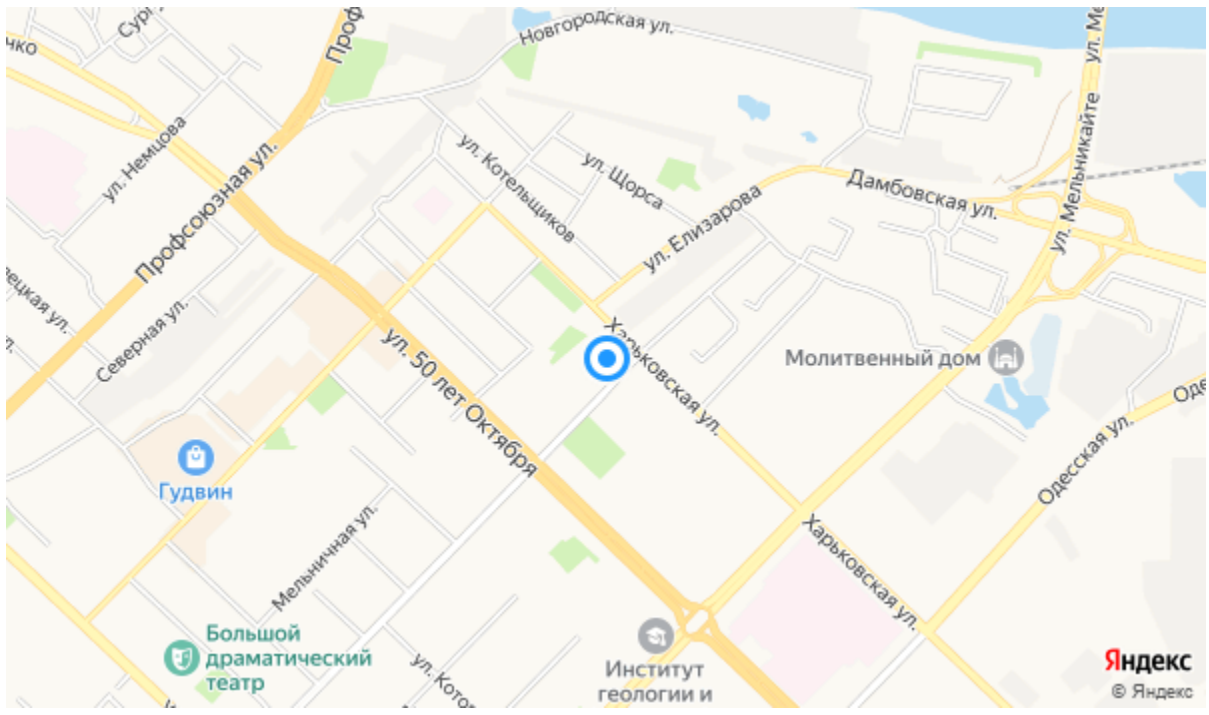 Новгородская ул.
ул. Немцова
Профсоюзная ул.
ул. Котельщиков
ул. Щорса
ул. Елизарова
Дамбовская ул.
ул. Мельникайте
Северная ул.
ул. 50 лет Октября
Харьковская ул.
Молитвенный дом
Одесская ул.
Гудвин
Мельничная ул.
Харьковская ул.
Большой
драматический
театр
Институт
геологии и
Яндекс
© Яндекс